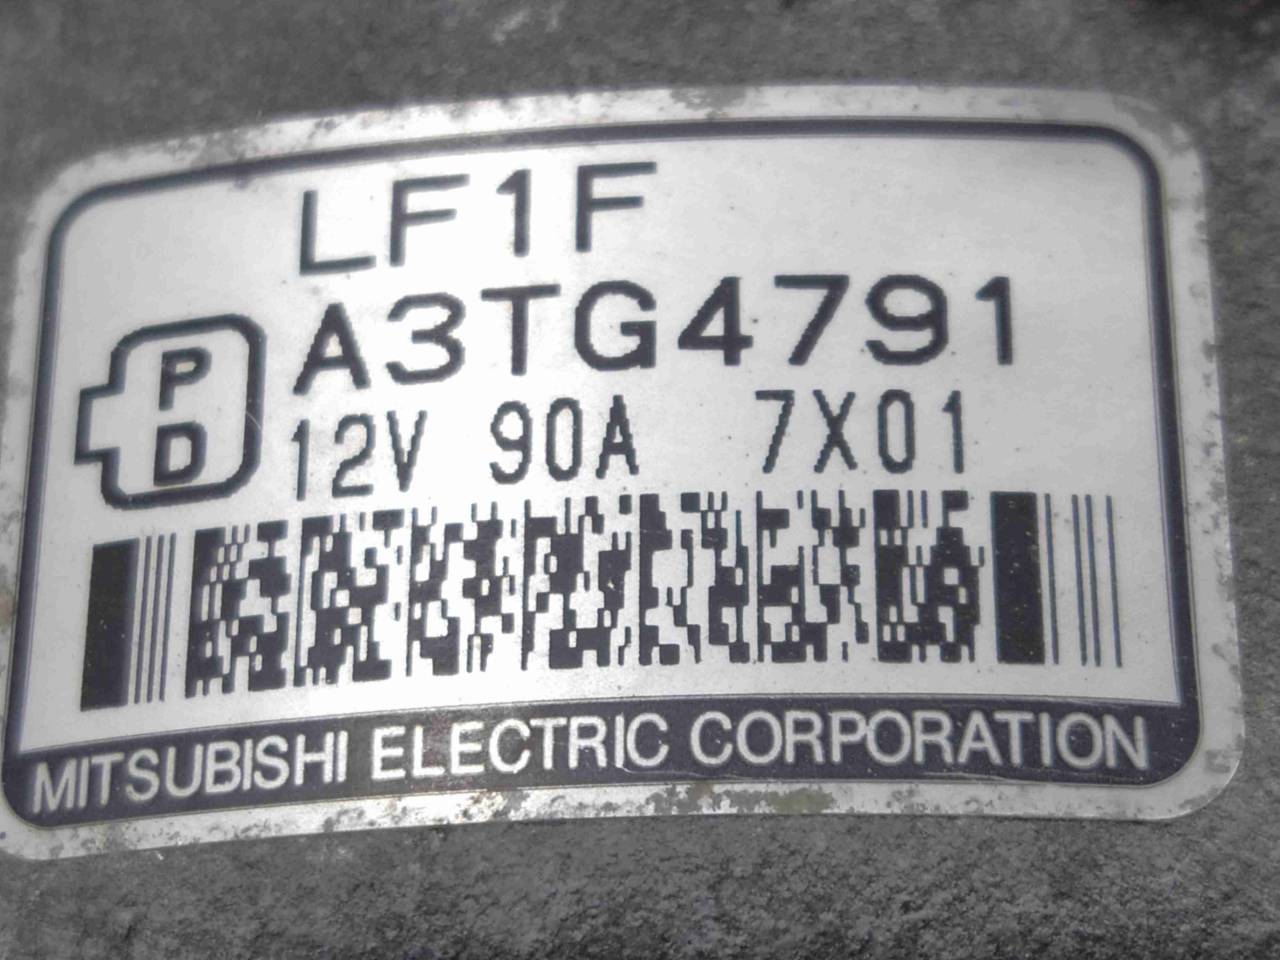 LF1F
A3TG4791
P
D
12V 90A 7X01
MITSUBISHI ELECTRIC CORPORATION